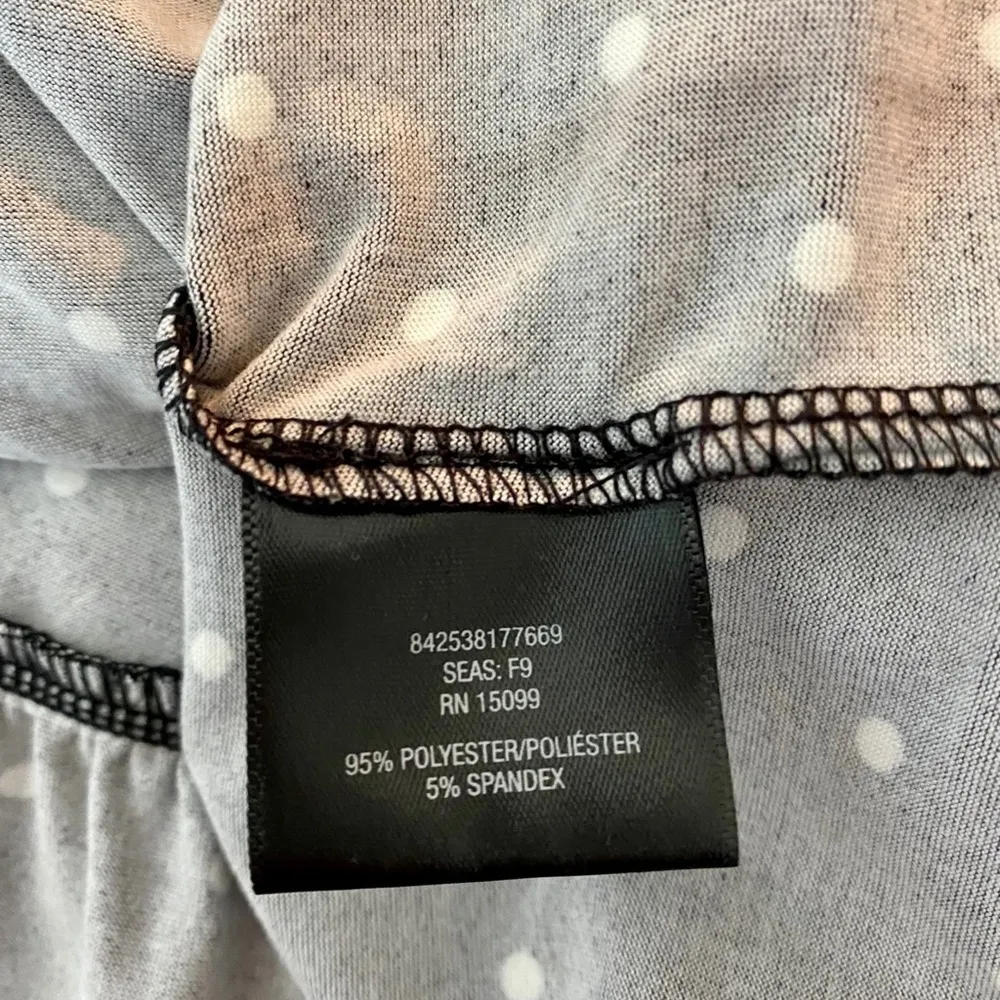 842538177669
SEAS: F9
RN 15099
95% POLYESTER/POLIÉSTER
5% SPANDEX